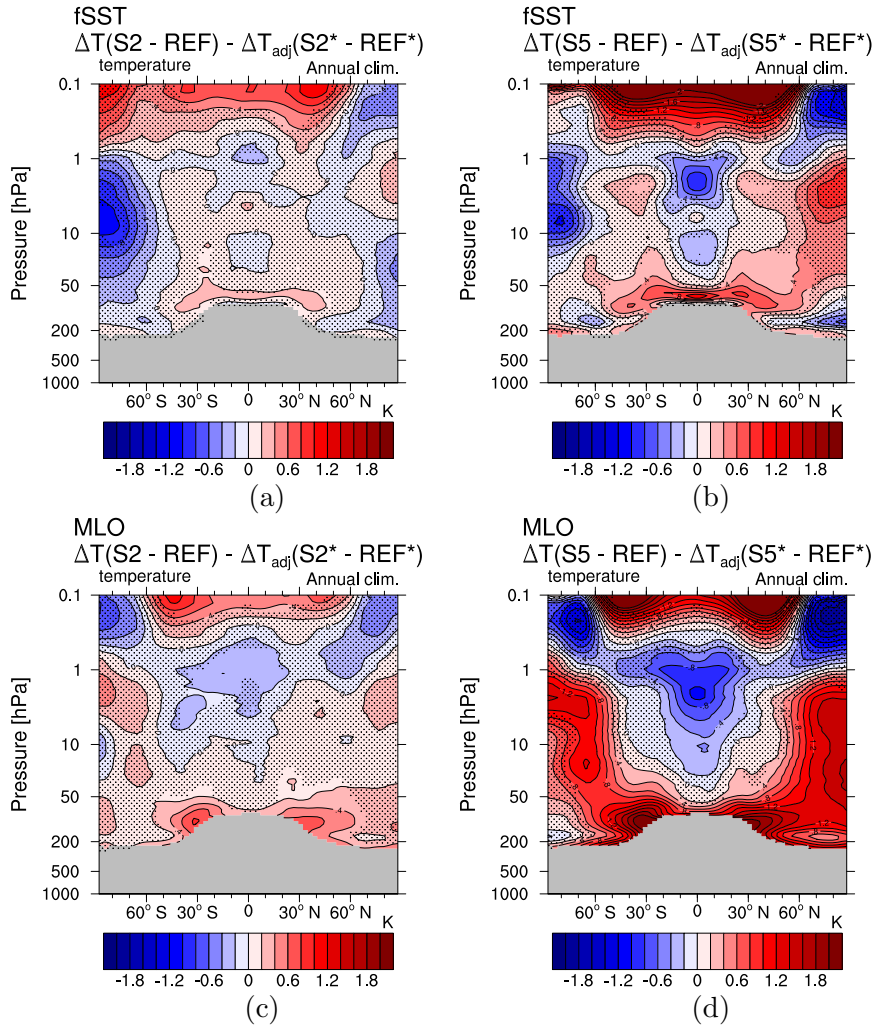 fSST
ΔT(S2 - REF) - ΔTadj(S2* - REF*)
temperature Annual clim.
0.1
1
10
50
200
500
1000
Pressure [hPa]
60° S 30° S 0 30° N 60° N
K
-1.8 -1.2 -0.6 0 0.6 1.2 1.8
(a)
fSST
ΔT(S5 - REF) - ΔTadj(S5* - REF*)
temperature Annual clim.
0.1
1
10
50
200
500
1000
Pressure [hPa]
60° S 30° S 0 30° N 60° N
K
-1.8 -1.2 -0.6 0 0.6 1.2 1.8
(b)
MLO
ΔT(S2 - REF) - ΔTadj(S2* - REF*)
temperature Annual clim.
0.1
1
10
50
200
500
1000
Pressure [hPa]
60° S 30° S 0 30° N 60° N
K
-1.8 -1.2 -0.6 0 0.6 1.2 1.8
(c)
MLO
ΔT(S5 - REF) - ΔTadj(S5* - REF*)
temperature Annual clim.
0.1
1
10
50
200
500
1000
Pressure [hPa]
60° S 30° S 0 30° N 60° N
K
-1.8 -1.2 -0.6 0 0.6 1.2 1.8
(d)